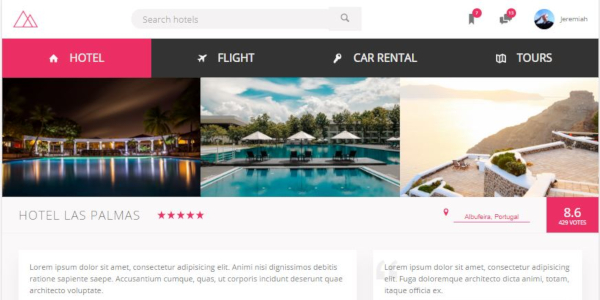 Search hotels
7
13
Jeremiah
HOTEL
FLIGHT
CAR RENTAL
TOURS
HOTEL LAS PALMAS
★★★★★
Albufeira, Portugal
8.6
429 VOTES
Lorem ipsum dolor sit amet, consectetur adipisicing elit. Animi nisi dignissimos debitis
ratione sapiente saepe. Accusantium cumque, quas, ut corporis incidunt deserunt quae
architecto voluptate.
Lorem ipsum dolor sit amet, consectetur adipisicing elit.
Fuga doloremque architecto dicta animi, totam,
itaque officia ex.